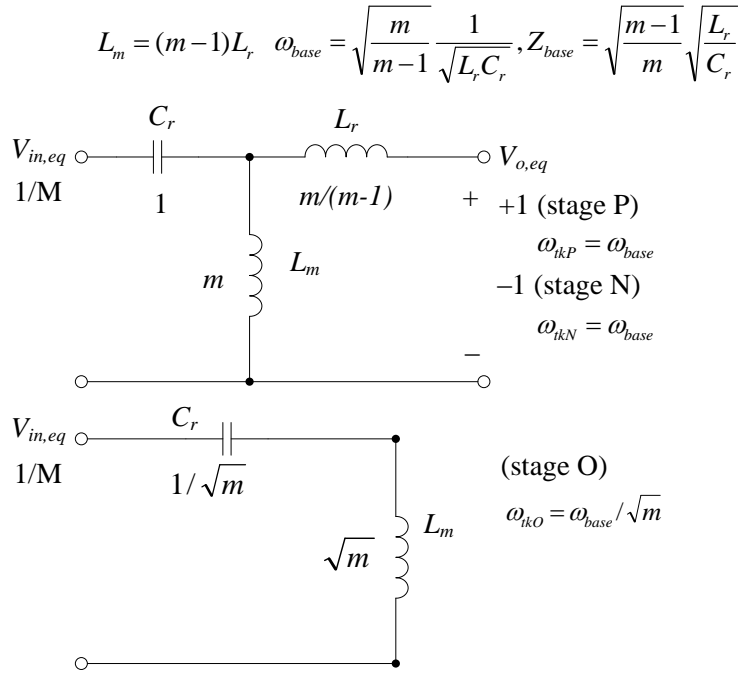 L_m = (m−1)L_r   ω_base = √(m/(m−1)) 1/√(L_r C_r), Z_base = √((m−1)/m) √(L_r/C_r)
C_r   L_r
V_in,eq   V_o,eq
1/M   1   m/(m-1)   +   +1 (stage P)
ω_tkP = ω_base
m   L_m   −1 (stage N)
ω_tkN = ω_base
−
C_r
V_in,eq
1/M   1/√m   (stage O)
ω_tkO = ω_base/√m
√m   L_m